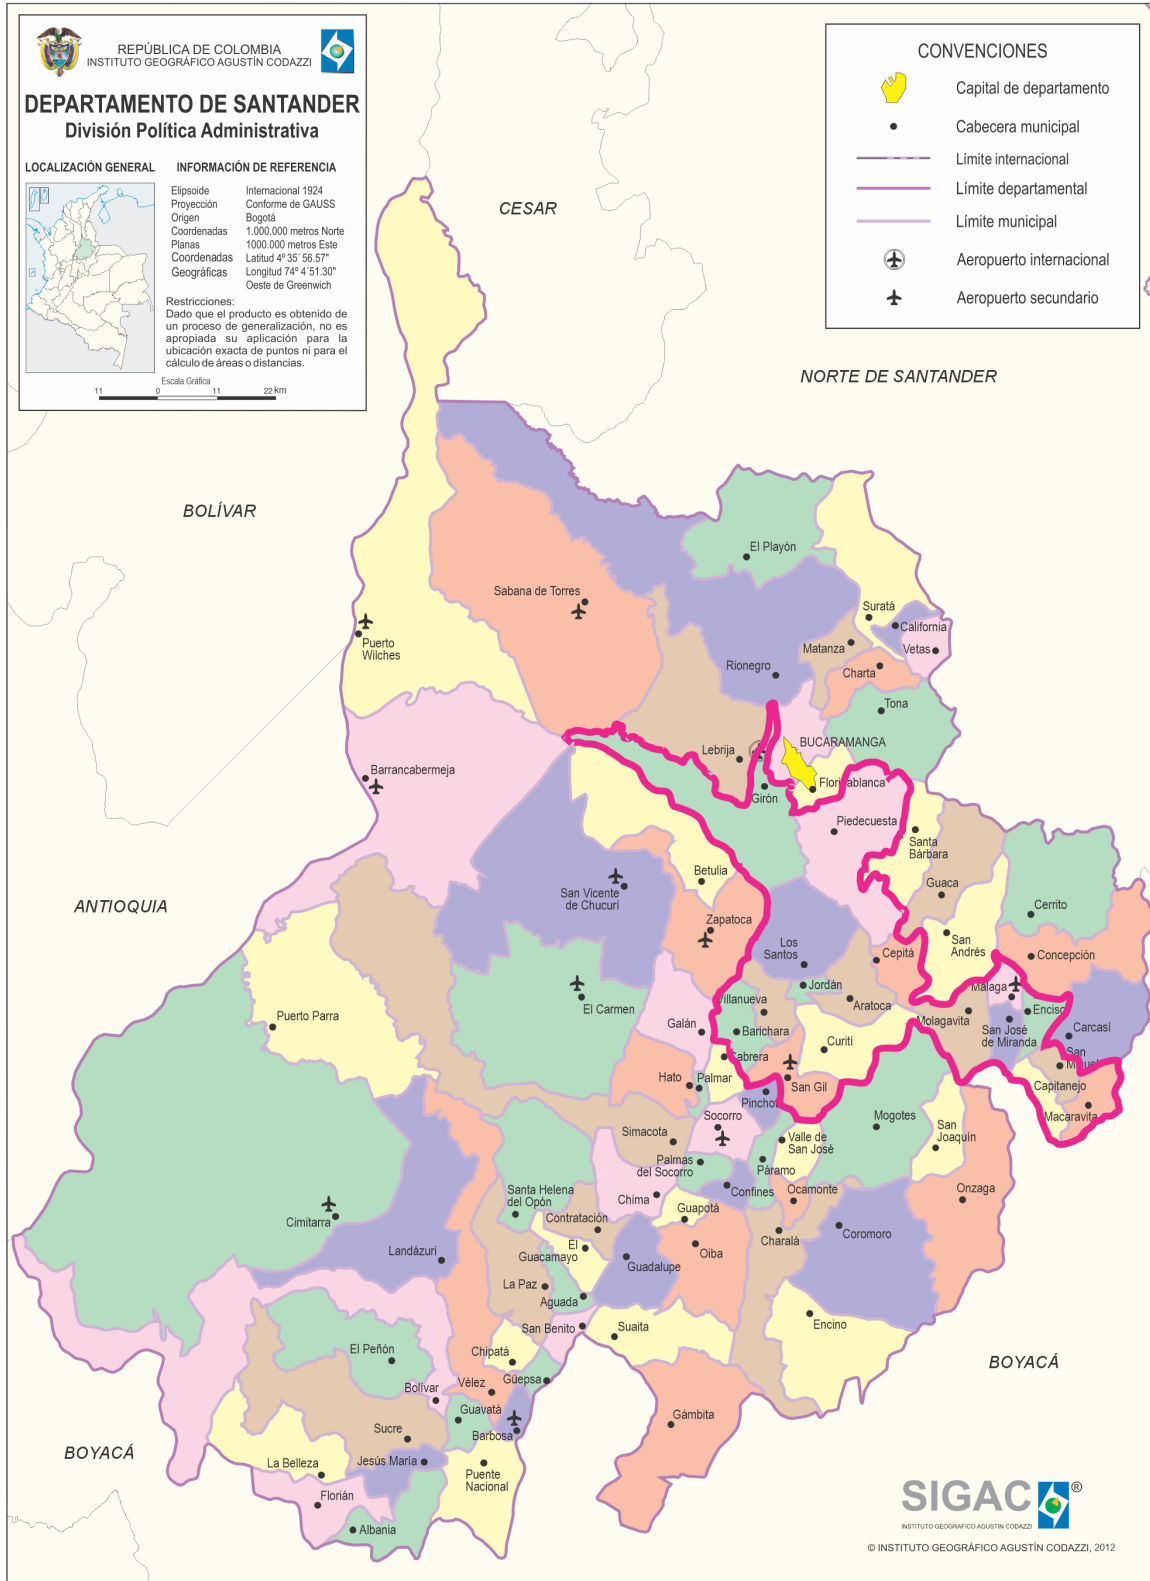 REPÚBLICA DE COLOMBIA
INSTITUTO GEOGRÁFICO AGUSTÍN CODAZZI
DEPARTAMENTO DE SANTANDER
División Política Administrativa
LOCALIZACIÓN GENERAL
INFORMACIÓN DE REFERENCIA
Elipsoide Internacional 1924
Proyección Conforme de GAUSS
Origen Bogotá
Coordenadas 1.000.000 metros Norte
Planas 1000.000 metros Este
Coordenadas Latitud 4º 35´ 56.57"
Geográficas Longitud 74º 4´51.30"
Oeste de Greenwich
Restricciones:
Dado que el producto es obtenido de
un proceso de generalización, no es
apropiada su aplicación para la
ubicación exacta de puntos ni para el
cálculo de áreas o distancias.
Escala Gráfica
11 0 11 22 km
CONVENCIONES
Capital de departamento
Cabecera municipal
Límite internacional
Límite departamental
Límite municipal
Aeropuerto internacional
Aeropuerto secundario
CESAR
NORTE DE SANTANDER
BOLÍVAR
ANTIOQUIA
BOYACÁ
BOYACÁ
El Playón
Sabana de Torres
Suratá
California
Puerto
Wilches
Matanza
Vetas
Rionegro
Charta
Tona
BUCARAMANGA
Lebrija
Barrancabermeja
Floridablanca
Girón
Piedecuesta
Santa
Bárbara
Betulia
Guaca
San Vicente
de Chucurí
Cerrito
Zapatoca
Los
Santos
San
Andrés
Cepitá
Concepción
Jordán
Málaga
Villanueva
Aratoca
El Carmen
Enciso
Molagavita
Puerto Parra
Galán
Barichara
San José
de Miranda
Carcasí
Curití
Cabrera
San
Miguel
Hato
Palmar
San Gil
Capitanejo
Pinchote
Macaravita
Socorro
Mogotes
San
Joaquín
Simacota
Valle de
San José
Palmas
del Socorro
Páramo
Confines
Ocamonte
Onzaga
Santa Helena
del Opón
Chima
Guapotá
Cimitarra
Contratación
Charalá
Coromoro
El
Guacamayo
Oiba
Landázuri
Guadalupe
La Paz
Aguada
San Benito
Suaita
Encino
El Peñón
Chipatá
Güepsa
Bolívar
Vélez
Guavatá
Gámbita
Sucre
Barbosa
La Belleza
Jesús María
Puente
Nacional
Florián
Albania
SIGAC ®
INSTITUTO GEOGRAFICO AGUSTIN CODAZZI
© INSTITUTO GEOGRÁFICO AGUSTÍN CODAZZI, 2012